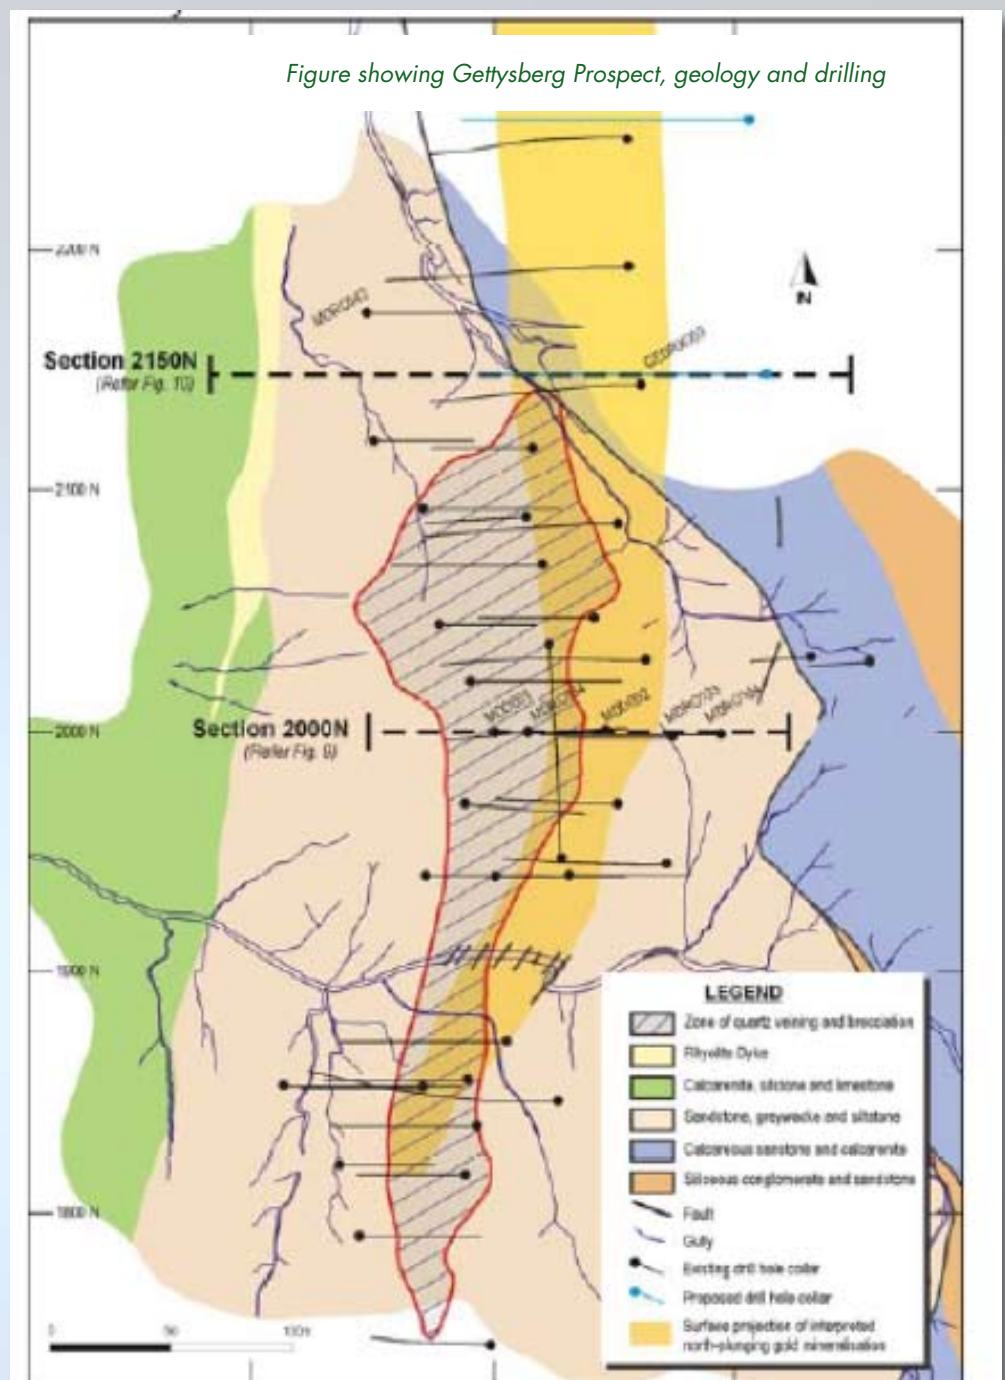 Figure showing Gettysberg Prospect, geology and drilling
2200 N
N
Section 2150N
(Refer Fig. 10)
2100 N
Section 2000N
(Refer Fig. 9)
2000 N
1900 N
1800 N
LEGEND
Zone of quartz veining and brecciation
Rhyolite Dyke
Calcarenite, siltstone and limestone
Sandstone, greywacke and siltstone
Calcareous sanstone and calcarenite
Siliceous conglomerate and sandstone
Fault
Gully
Existing drill hole collar
Proposed drill hole collar
Surface projection of interpreted
north-plunging gold mineralisation
0 50